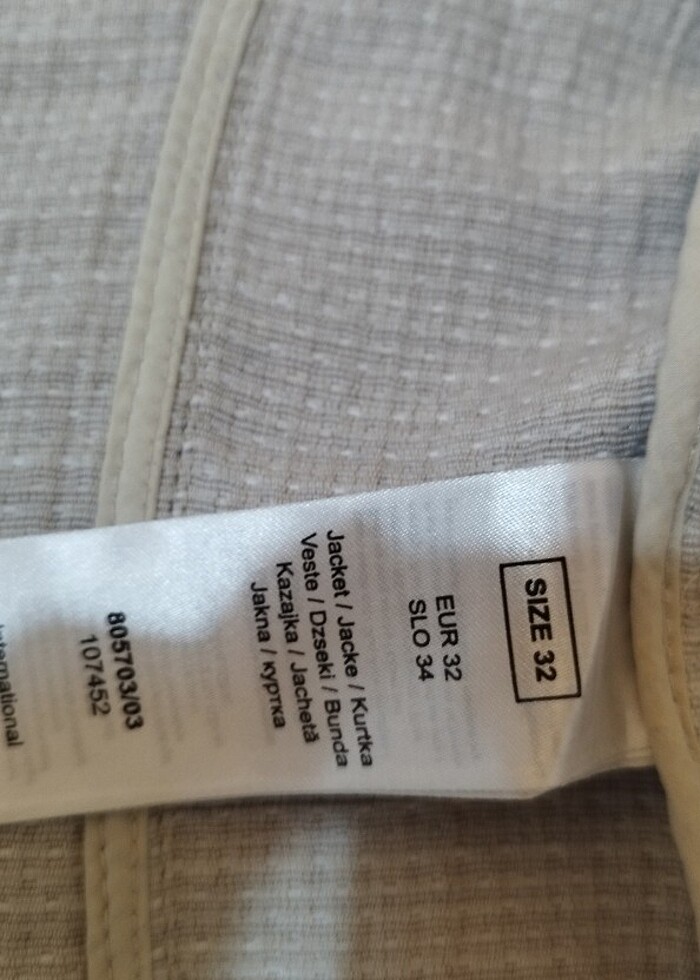 SIZE 32
EUR 32
SLO 34
Jacket / Jacke / Kurtka
Veste / Dzseki / Bunda
Kazajka / Jachetă
Jakna / куртка
805703/03
107452
International